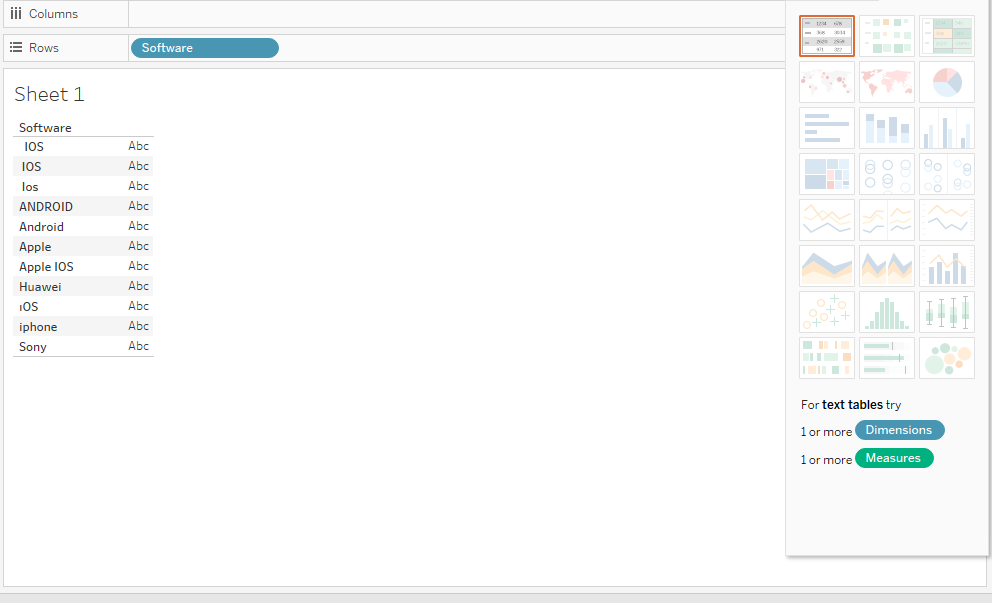 Columns
Rows
Software
Sheet 1
Software
IOS Abc
IOS Abc
Ios Abc
ANDROID Abc
Android Abc
Apple Abc
Apple IOS Abc
Huawei Abc
ıOS Abc
iphone Abc
Sony Abc
For text tables try
1 or more Dimensions
1 or more Measures